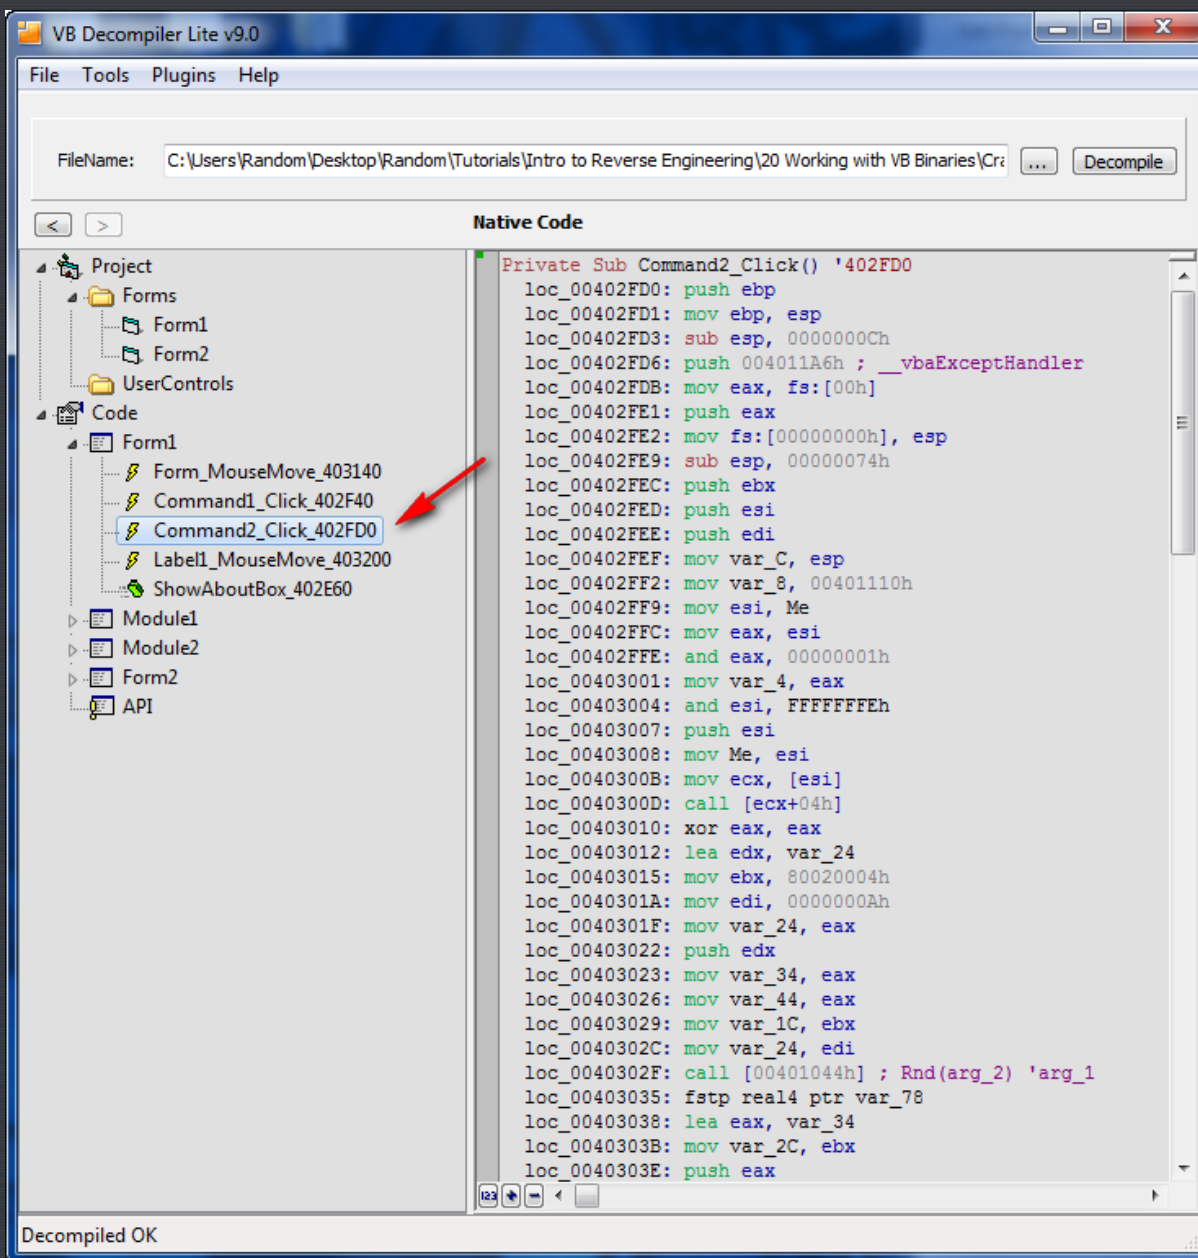 VB Decompiler Lite v9.0
File Tools Plugins Help
FileName: C:\Users\Random\Desktop\Random\Tutorials\Intro to Reverse Engineering\20 Working with VB Binaries\Cra ... Decompile
< >
Native Code
Project
Forms
Form1
Form2
UserControls
Code
Form1
Form_MouseMove_403140
Command1_Click_402F40
Command2_Click_402FD0
Label1_MouseMove_403200
ShowAboutBox_402E60
Module1
Module2
Form2
API
Private Sub Command2_Click() '402FD0
loc_00402FD0: push ebp
loc_00402FD1: mov ebp, esp
loc_00402FD3: sub esp, 0000000Ch
loc_00402FD6: push 004011A6h ; __vbaExceptHandler
loc_00402FDB: mov eax, fs:[00h]
loc_00402FE1: push eax
loc_00402FE2: mov fs:[00000000h], esp
loc_00402FE9: sub esp, 00000074h
loc_00402FEC: push ebx
loc_00402FED: push esi
loc_00402FEE: push edi
loc_00402FEF: mov var_C, esp
loc_00402FF2: mov var_8, 00401110h
loc_00402FF9: mov esi, Me
loc_00402FFC: mov eax, esi
loc_00402FFE: and eax, 00000001h
loc_00403001: mov var_4, eax
loc_00403004: and esi, FFFFFFFEh
loc_00403007: push esi
loc_00403008: mov Me, esi
loc_0040300B: mov ecx, [esi]
loc_0040300D: call [ecx+04h]
loc_00403010: xor eax, eax
loc_00403012: lea edx, var_24
loc_00403015: mov ebx, 80020004h
loc_0040301A: mov edi, 0000000Ah
loc_0040301F: mov var_24, eax
loc_00403022: push edx
loc_00403023: mov var_34, eax
loc_00403026: mov var_44, eax
loc_00403029: mov var_1C, ebx
loc_0040302C: mov var_24, edi
loc_0040302F: call [00401044h] ; Rnd(arg_2) 'arg_1
loc_00403035: fstp real4 ptr var_78
loc_00403038: lea eax, var_34
loc_0040303B: mov var_2C, ebx
loc_0040303E: push eax
123
Decompiled OK